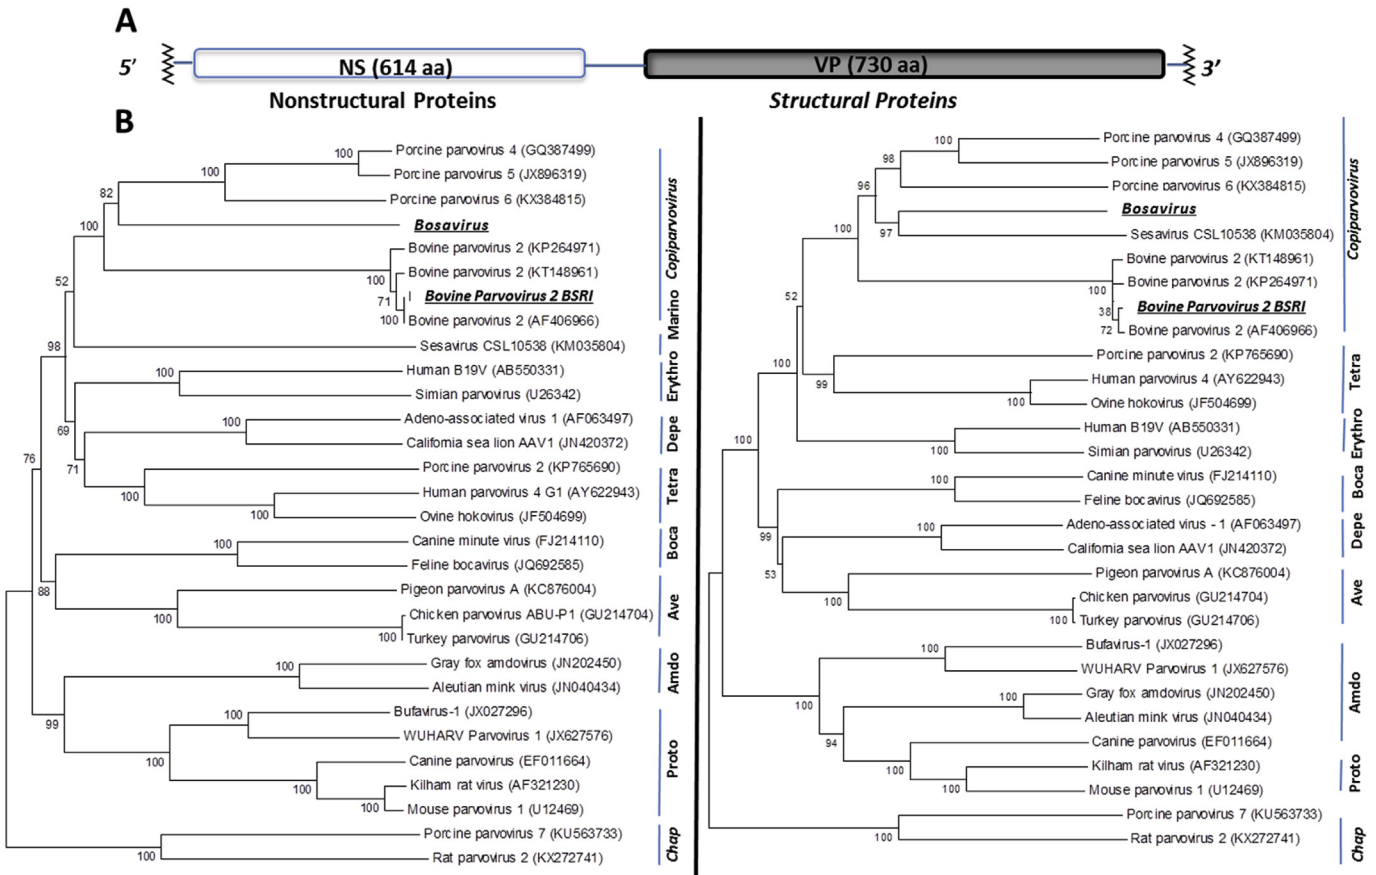 A
5’
NS (614 aa)
VP (730 aa)
3’
Nonstructural Proteins
Structural Proteins
B
100
Porcine parvovirus 4 (GQ387499)
100
Porcine parvovirus 5 (JX896319)
82
Porcine parvovirus 6 (KX384815)
100
Bosavirus
Bovine parvovirus 2 (KP264971)
52
100
Bovine parvovirus 2 (KT148961)
71
Bovine Parvovirus 2 BSRI
100
Bovine parvovirus 2 (AF406966)
98
Sesavirus CSL10538 (KM035804)
100
Human B19V (AB550331)
Simian parvovirus (U26342)
69
100
Adeno-associated virus 1 (AF063497)
California sea lion AAV1 (JN420372)
76
71
Porcine parvovirus 2 (KP765690)
100
Human parvovirus 4 G1 (AY622943)
100
Ovine hokovirus (JF504699)
100
Canine minute virus (FJ214110)
Feline bocavirus (JQ692585)
88
Pigeon parvovirus A (KC876004)
100
Chicken parvovirus ABU-P1 (GU214704)
100
Turkey parvovirus (GU214706)
100
Gray fox amdovirus (JN202450)
Aleutian mink virus (JN040434)
99
100
Bufavirus-1 (JX027296)
WUHARV Parvovirus 1 (JX627576)
100
Canine parvovirus (EF011664)
100
Kilham rat virus (AF321230)
100
Mouse parvovirus 1 (U12469)
Porcine parvovirus 7 (KU563733)
100
Rat parvovirus 2 (KX272741)
Copiparvovirus
Marino
Erythro
Depe
Tetra
Boca
Ave
Amdo
Proto
Chap
100
Porcine parvovirus 4 (GQ387499)
98
Porcine parvovirus 5 (JX896319)
96
Porcine parvovirus 6 (KX384815)
Bosavirus
100
97
Sesavirus CSL10538 (KM035804)
Bovine parvovirus 2 (KT148961)
100
Bovine parvovirus 2 (KP264971)
52
38
Bovine Parvovirus 2 BSRI
72
Bovine parvovirus 2 (AF406966)
100
Porcine parvovirus 2 (KP765690)
99
Human parvovirus 4 (AY622943)
100
Ovine hokovirus (JF504699)
100
Human B19V (AB550331)
100
Simian parvovirus (U26342)
100
Canine minute virus (FJ214110)
Feline bocavirus (JQ692585)
99
100
Adeno-associated virus - 1 (AF063497)
California sea lion AAV1 (JN420372)
53
Pigeon parvovirus A (KC876004)
100
Chicken parvovirus (GU214704)
100
Turkey parvovirus (GU214706)
100
Bufavirus-1 (JX027296)
WUHARV Parvovirus 1 (JX627576)
100
100
Gray fox amdovirus (JN202450)
Aleutian mink virus (JN040434)
94
Canine parvovirus (EF011664)
100
Kilham rat virus (AF321230)
100
Mouse parvovirus 1 (U12469)
Porcine parvovirus 7 (KU563733)
100
Rat parvovirus 2 (KX272741)
Copiparvovirus
Tetra
Erythro
Boca
Depe
Ave
Amdo
Proto
Chap